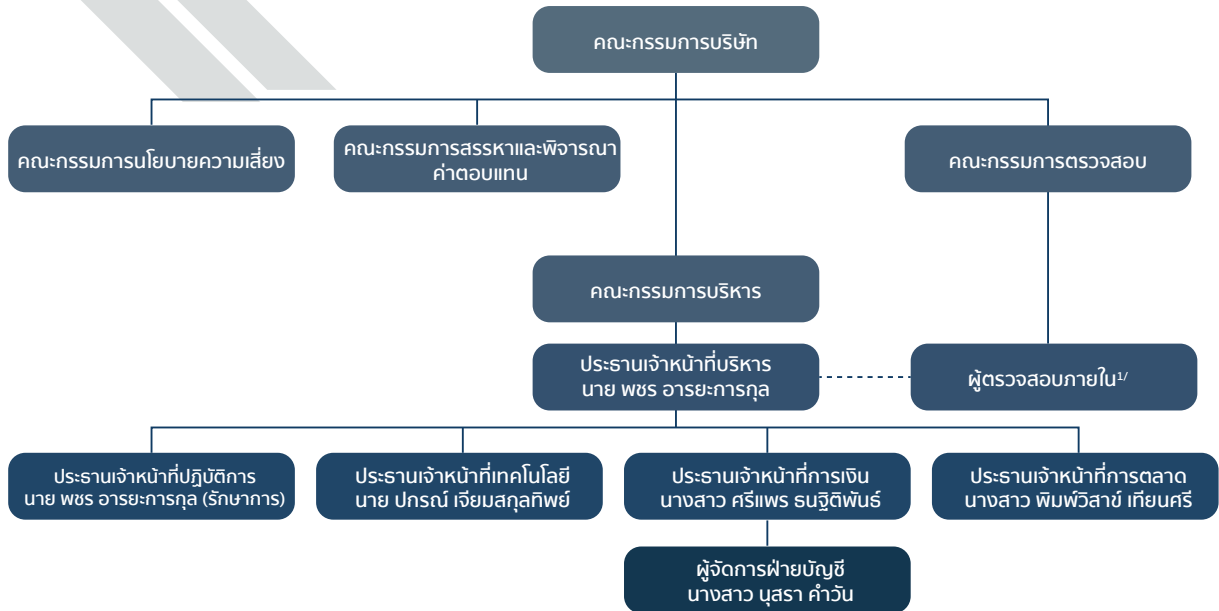 คณะกรรมการบริษัท
คณะกรรมการนโยบายความเสี่ยง
คณะกรรมการสรรหาและพิจารณา
ค่าตอบแทน
คณะกรรมการตรวจสอบ
คณะกรรมการบริหาร
ประธานเจ้าหน้าที่บริหาร
นาย พชร อารยะการกุล
ผู้ตรวจสอบภายใน¹/
ประธานเจ้าหน้าที่ปฏิบัติการ
นาย พชร อารยะการกุล (รักษาการ)
ประธานเจ้าหน้าที่เทคโนโลยี
นาย ปกรณ์ เจียมสกุลทิพย์
ประธานเจ้าหน้าที่การเงิน
นางสาว ศรีแพร ธนฐิติพันธ์
ประธานเจ้าหน้าที่การตลาด
นางสาว พิมพ์วิสาข์ เทียนศรี
ผู้จัดการฝ่ายบัญชี
นางสาว นุสรา คำวัน